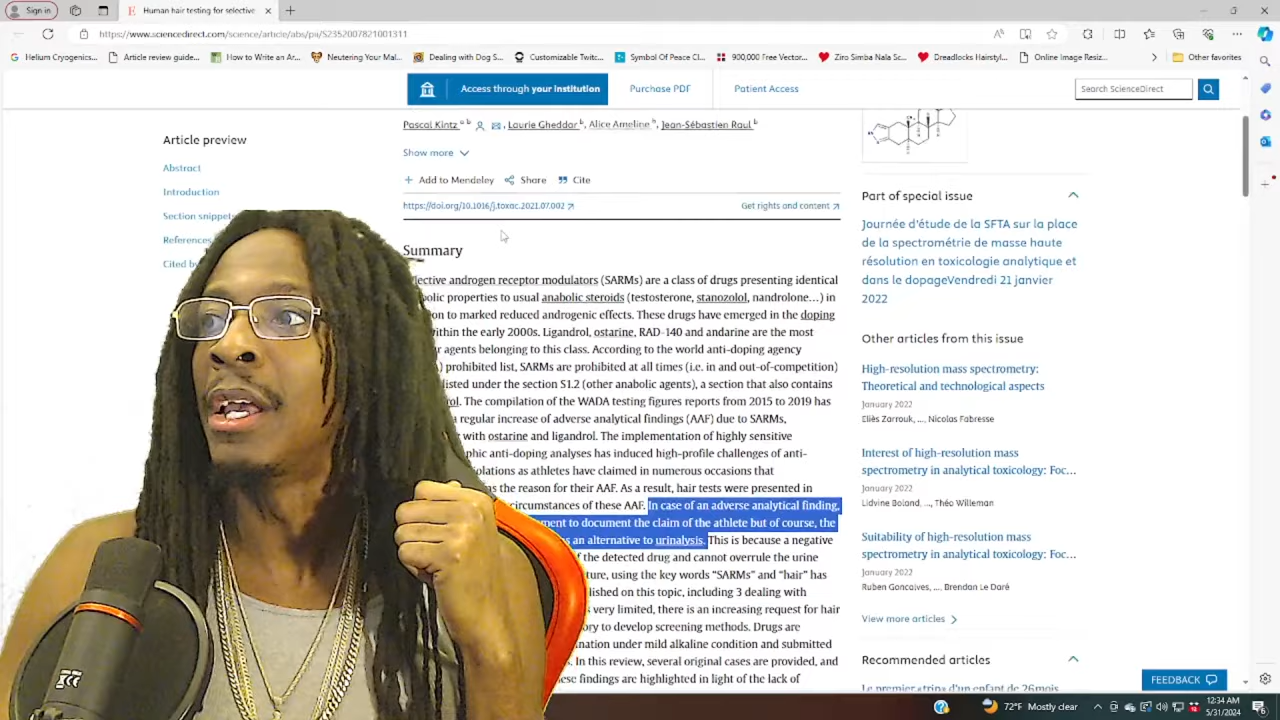 Sign in
Human hair testing for selective
https://www.sciencedirect.com/science/article/abs/pii/S2352007821001311
Helium Cryogenics...
Article review guide...
How to Write an Ar...
Neutering Your Mal...
Dealing with Dog S...
Customizable Twitc...
Symbol Of Peace Cl...
900,000 Free Vector...
Ziro Simba Nala Sc...
Dreadlocks Hairstyl...
Online Image Resiz...
Other favorites
Access through your institution
Purchase PDF
Patient Access
Search ScienceDirect
Article preview
Abstract
Introduction
Section snippets
References
Cited by
Pascal Kintz a b, Laurie Gheddar b, Alice Ameline b, Jean-Sébastien Raul b
Show more
Add to Mendeley
Share
Cite
https://doi.org/10.1016/j.toxac.2021.07.002
Get rights and content
Summary
lective androgen receptor modulators (SARMs) are a class of drugs presenting identical
olic properties to usual anabolic steroids (testosterone, stanozolol, nandrolone...) in
on to marked reduced androgenic effects. These drugs have emerged in the doping
ithin the early 2000s. Ligandrol, ostarine, RAD-140 and andarine are the most
r agents belonging to this class. According to the world anti-doping agency
) prohibited list, SARMs are prohibited at all times (i.e. in and out-of-competition)
isted under the section S1.2 (other anabolic agents), a section that also contains
rol. The compilation of the WADA testing figures reports from 2015 to 2019 has
a regular increase of adverse analytical findings (AAF) due to SARMs,
with ostarine and ligandrol. The implementation of highly sensitive
phic anti-doping analyses has induced high-profile challenges of anti-
olations as athletes have claimed in numerous occasions that
as the reason for their AAF. As a result, hair tests were presented in
circumstances of these AAF. In case of an adverse analytical finding,
ment to document the claim of the athlete but of course, the
as an alternative to urinalysis. This is because a negative
f the detected drug and cannot overrule the urine
ture, using the key words “SARMs” and “hair” has
lished on this topic, including 3 dealing with
s very limited, there is an increasing request for hair
ory to develop screening methods. Drugs are
ination under mild alkaline condition and submitted
s. In this review, several original cases are provided, and
ese findings are highlighted in light of the lack of
Part of special issue
Journée d'étude de la SFTA sur la place
de la spectrométrie de masse haute
résolution en toxicologie analytique et
dans le dopageVendredi 21 janvier
2022
Other articles from this issue
High-resolution mass spectrometry:
Theoretical and technological aspects
January 2022
Eliès Zarrouk, ..., Nicolas Fabresse
Interest of high-resolution mass
spectrometry in analytical toxicology: Foc...
January 2022
Lidvine Boland, ..., Théo Willeman
Suitability of high-resolution mass
spectrometry in analytical toxicology: Foc...
January 2022
Ruben Goncalves, ..., Brendan Le Daré
View more articles
Recommended articles
Le premier «trip» d'un enfant de 26mois
FEEDBACK
72°F Mostly clear
12:34 AM
5/31/2024